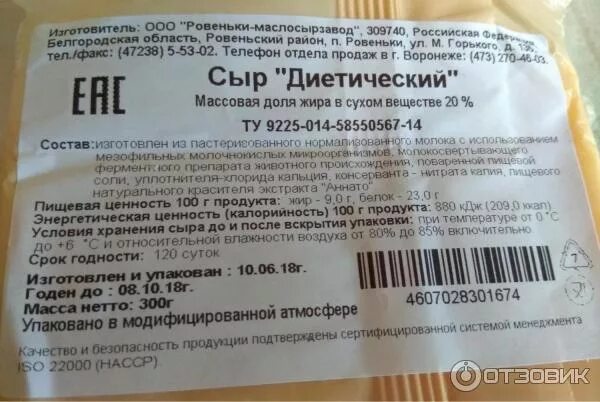 Изготовитель: ООО "Ровеньки-маслосырзавод", 309740, Российская Федерация
Белгородская область, Ровеньский район, п. Ровеньки, ул. М. Горького, д. 130,
тел./факс: (47238) 5-53-02. Телефон отдела продаж в г. Воронеже: (473) 270-46-03.
ЕАС
Сыр "Диетический"
Массовая доля жира в сухом веществе 20 %
ТУ 9225-014-58550567-14
Состав: изготовлен из пастеризованного нормализованного молока с использованием
мезофильных молочнокислых микроорганизмов, молокосвертывающего
ферментного препарата животного происхождения, поваренной пищевой
соли, уплотнителя-хлорида кальция, консерванта - нитрата калия, пищевого
натурального красителя экстракта "Аннато"
Пищевая ценность 100 г продукта: жир - 9,0 г, белок - 23,0 г
Энергетическая ценность (калорийность) 100 г продукта: 880 кДж (209,0 ккал)
Условия хранения сыра до и после вскрытия упаковки: при температуре от 0 °С
до +6 °С и относительной влажности воздуха от 80% до 85% включительно
Срок годности: 120 суток
Изготовлен и упакован : 10.06.18г.
Годен до : 08.10.18г.
Масса нетто: 300г
Упаковано в модифицированной атмосфере
4607028301674
7
Качество и безопасность продукции подтверждены сертифицированной системой менеджмента
ISO 22000 (HACCP).
ОТЗОВИК